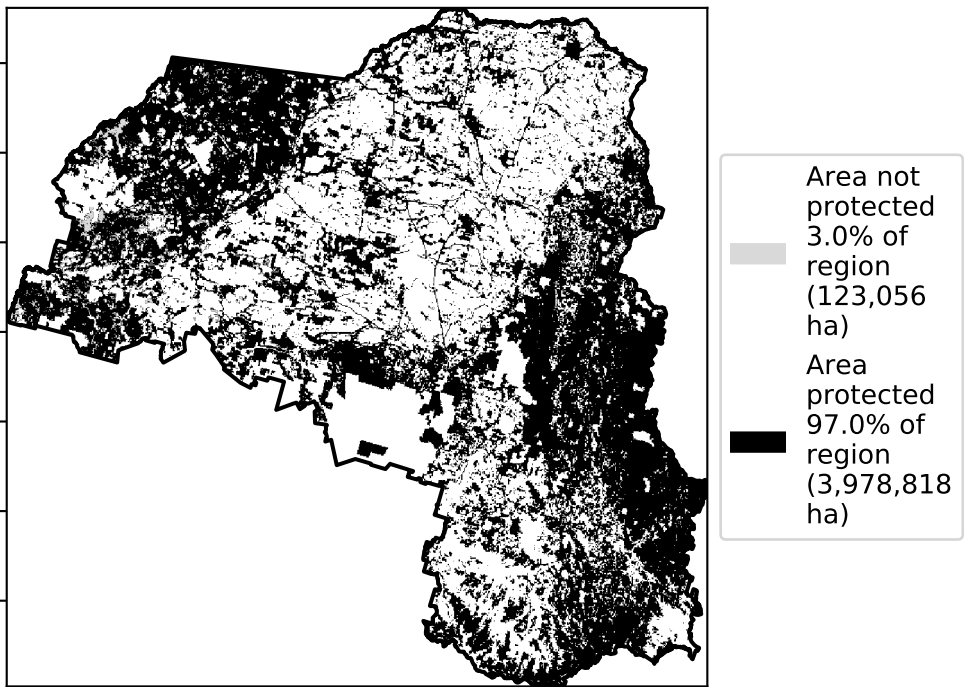 Area not
protected
3.0% of
region
(123,056
ha)
Area
protected
97.0% of
region
(3,978,818
ha)